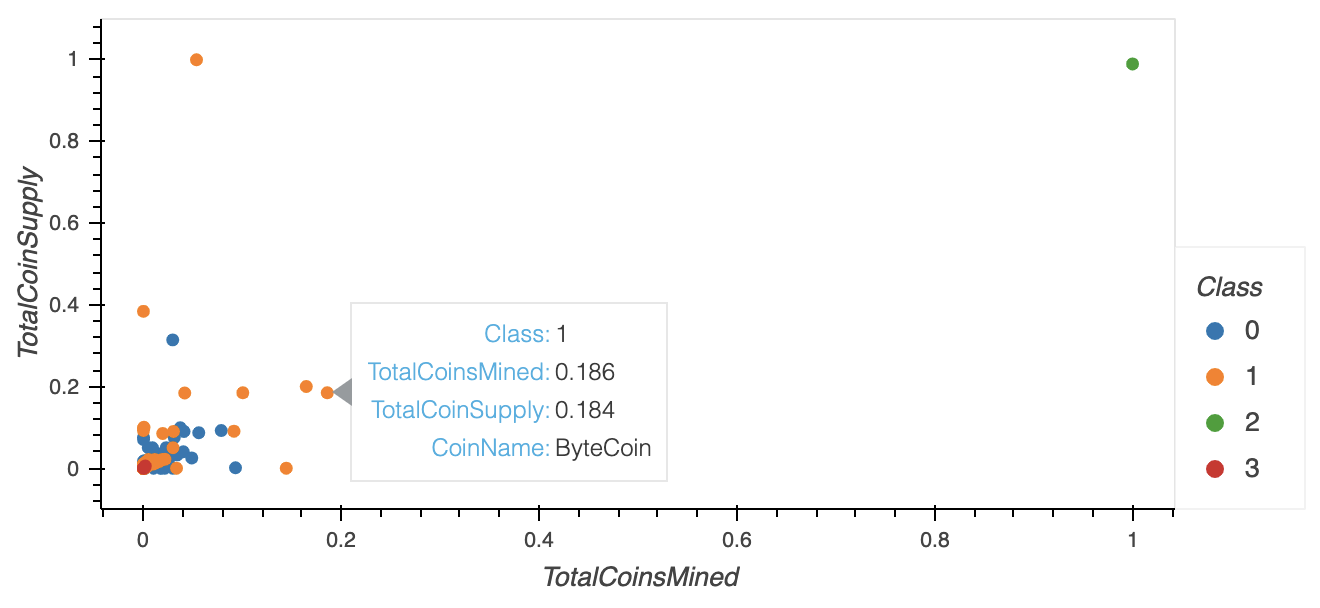 TotalCoinSupply
1
0.8
0.6
0.4
0.2
0
Class: 1
TotalCoinsMined: 0.186
TotalCoinSupply: 0.184
CoinName: ByteCoin
Class
0
1
2
3
0 0.2 0.4 0.6 0.8 1
TotalCoinsMined